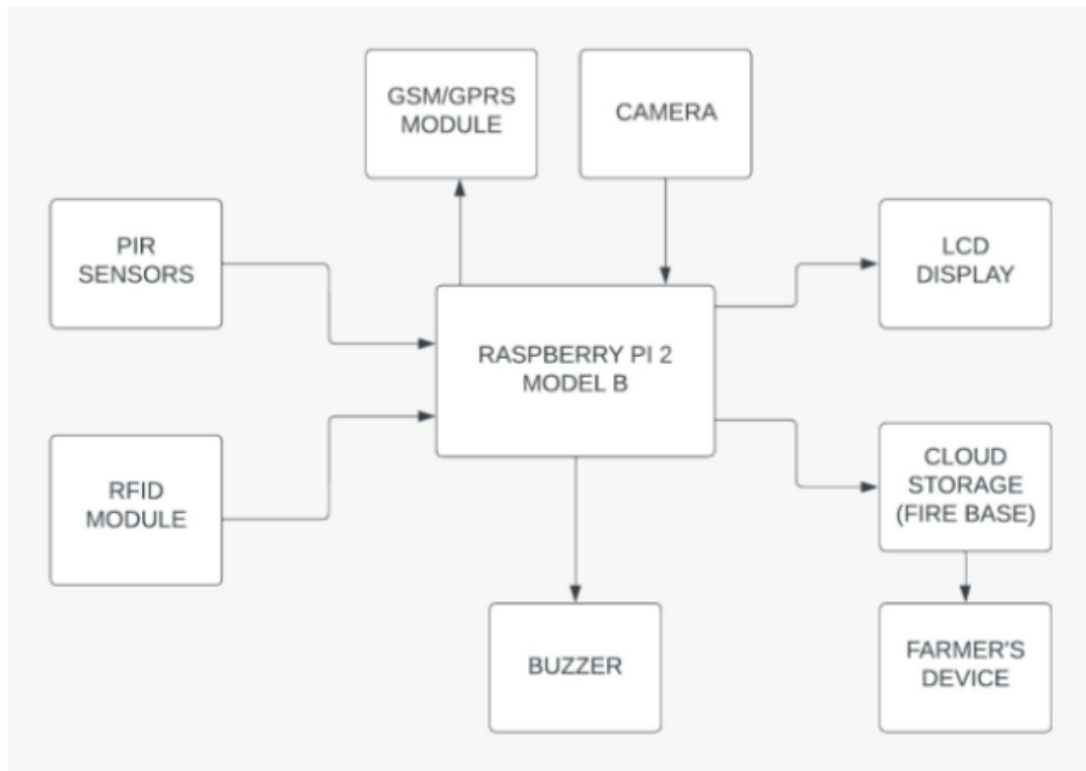 GSM/GPRS
MODULE
CAMERA
PIR
SENSORS
LCD
DISPLAY
RASPBERRY PI 2
MODEL B
RFID
MODULE
CLOUD
STORAGE
(FIRE BASE)
BUZZER
FARMER'S
DEVICE